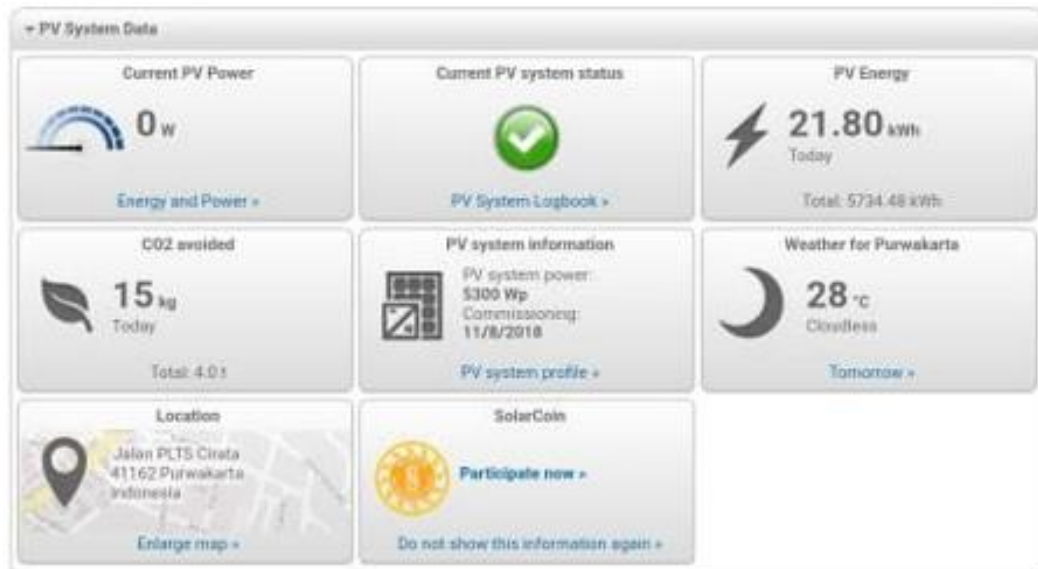 PV System Data
Current PV Power
0 W
Energy and Power »
Current PV system status
PV System Logbook »
PV Energy
21.80 kWh
Today
Total: 5734.48 kWh
CO2 avoided
15 kg
Today
Total: 4.0 t
PV system information
PV system power:
5300 Wp
Commissioning:
11/8/2018
PV system profile »
Weather for Purwakarta
28 °C
Cloudless
Tomorrow »
Location
Jalan PLTS Cirata
41162 Purwakarta
Indonesia
Enlarge map »
SolarCoin
S
Participate now »
Do not show this information again »